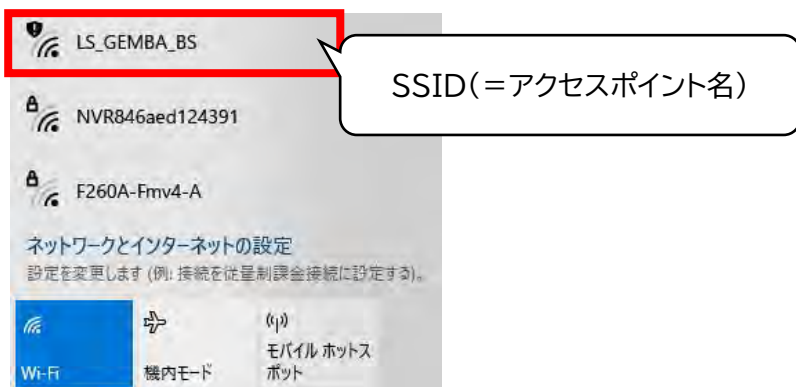 LS_GEMBA_BS
SSID(=アクセスポイント名)
NVR846aed124391
F260A-Fmv4-A
ネットワークとインターネットの設定
設定を変更します (例: 接続を従量制課金接続に設定する)。
Wi-Fi
機内モード
モバイル ホットス
ポット